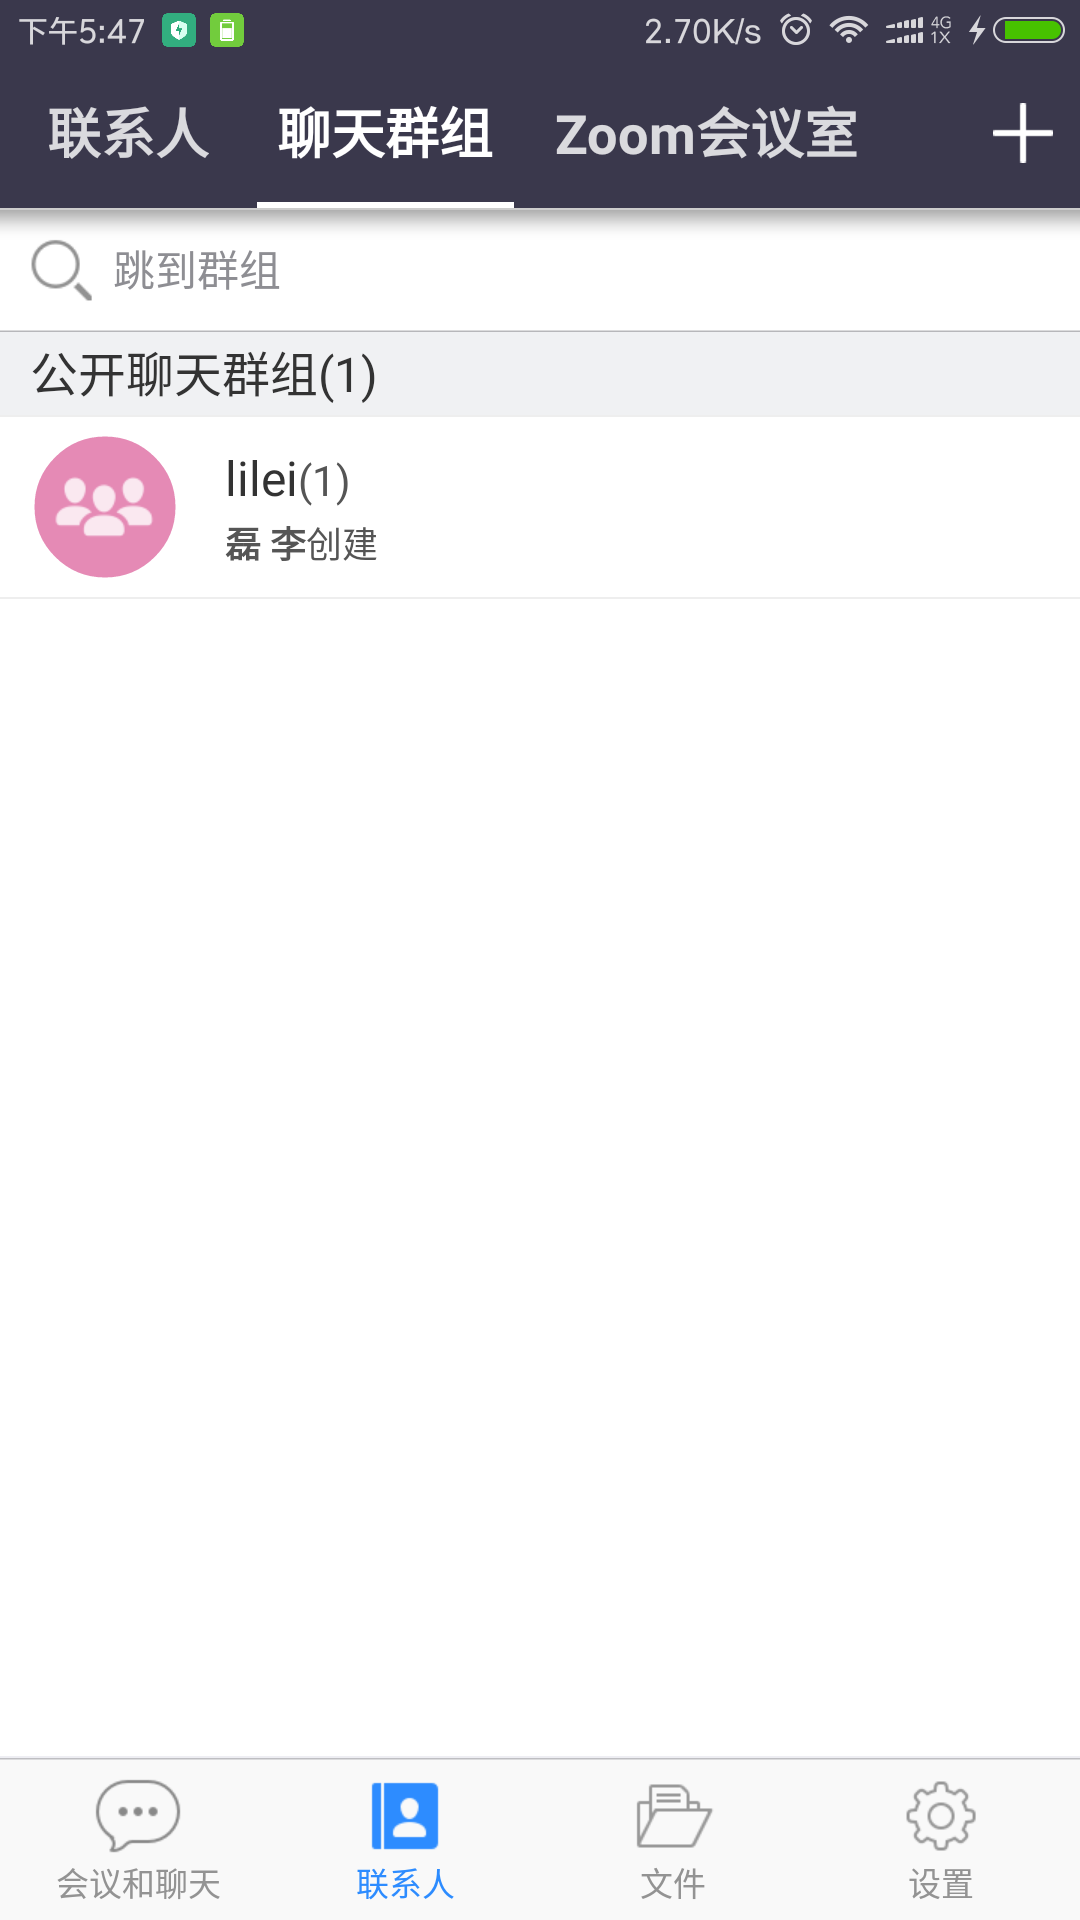 下午5:47 2.70K/s 4G 1X
联系人 聊天群组 Zoom会议室
跳到群组
公开聊天群组(1)
lilei(1)
磊 李创建
会议和聊天 联系人 文件 设置